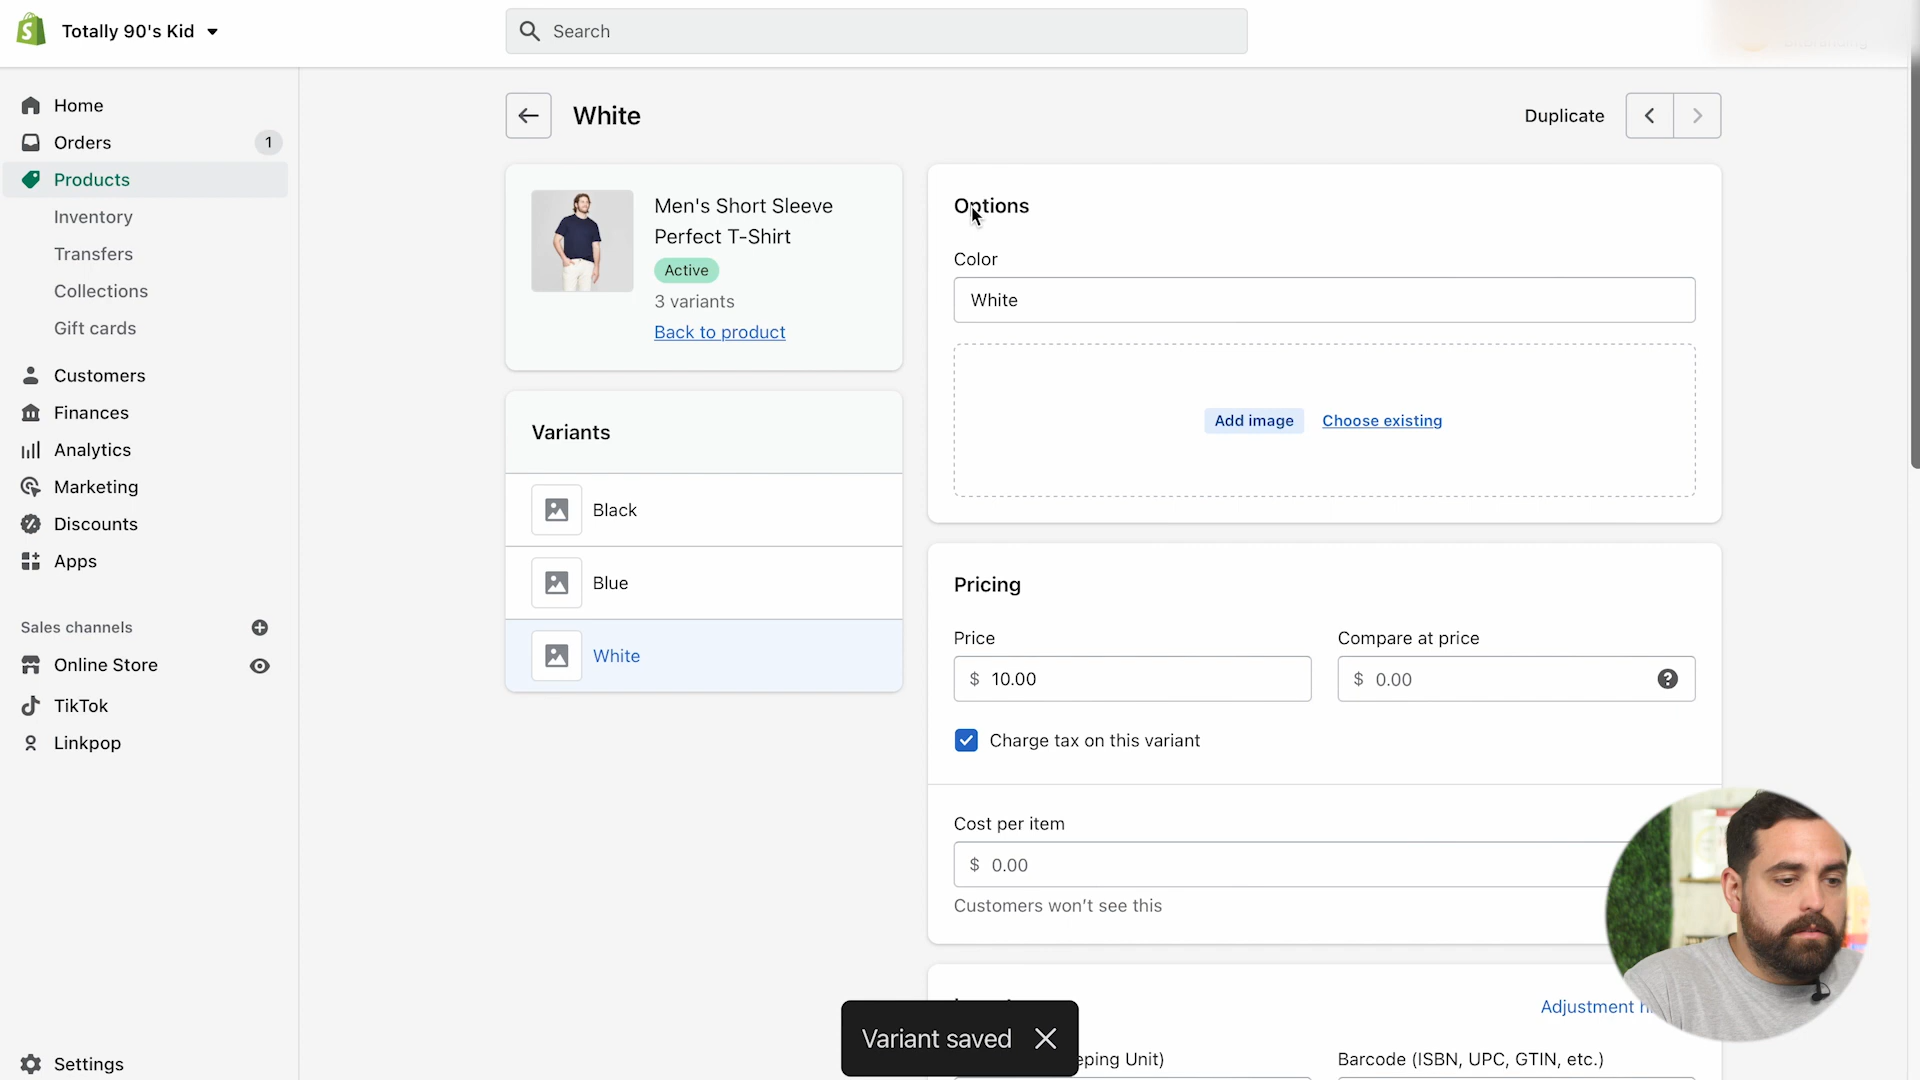 Totally 90's Kid
Search
Home
Orders
1
Products
Inventory
Transfers
Collections
Gift cards
Customers
Finances
Analytics
Marketing
Discounts
Apps
Sales channels
Online Store
TikTok
Linkpop
Settings
White
Duplicate
Men's Short Sleeve
Perfect T-Shirt
Active
3 variants
Back to product
Variants
Black
Blue
White
Options
Color
White
Add image
Choose existing
Pricing
Price
Compare at price
$ 10.00
$ 0.00
Charge tax on this variant
Cost per item
$ 0.00
Customers won't see this
Adjustment
Variant saved
Unit)
Barcode (ISBN, UPC, GTIN, etc.)